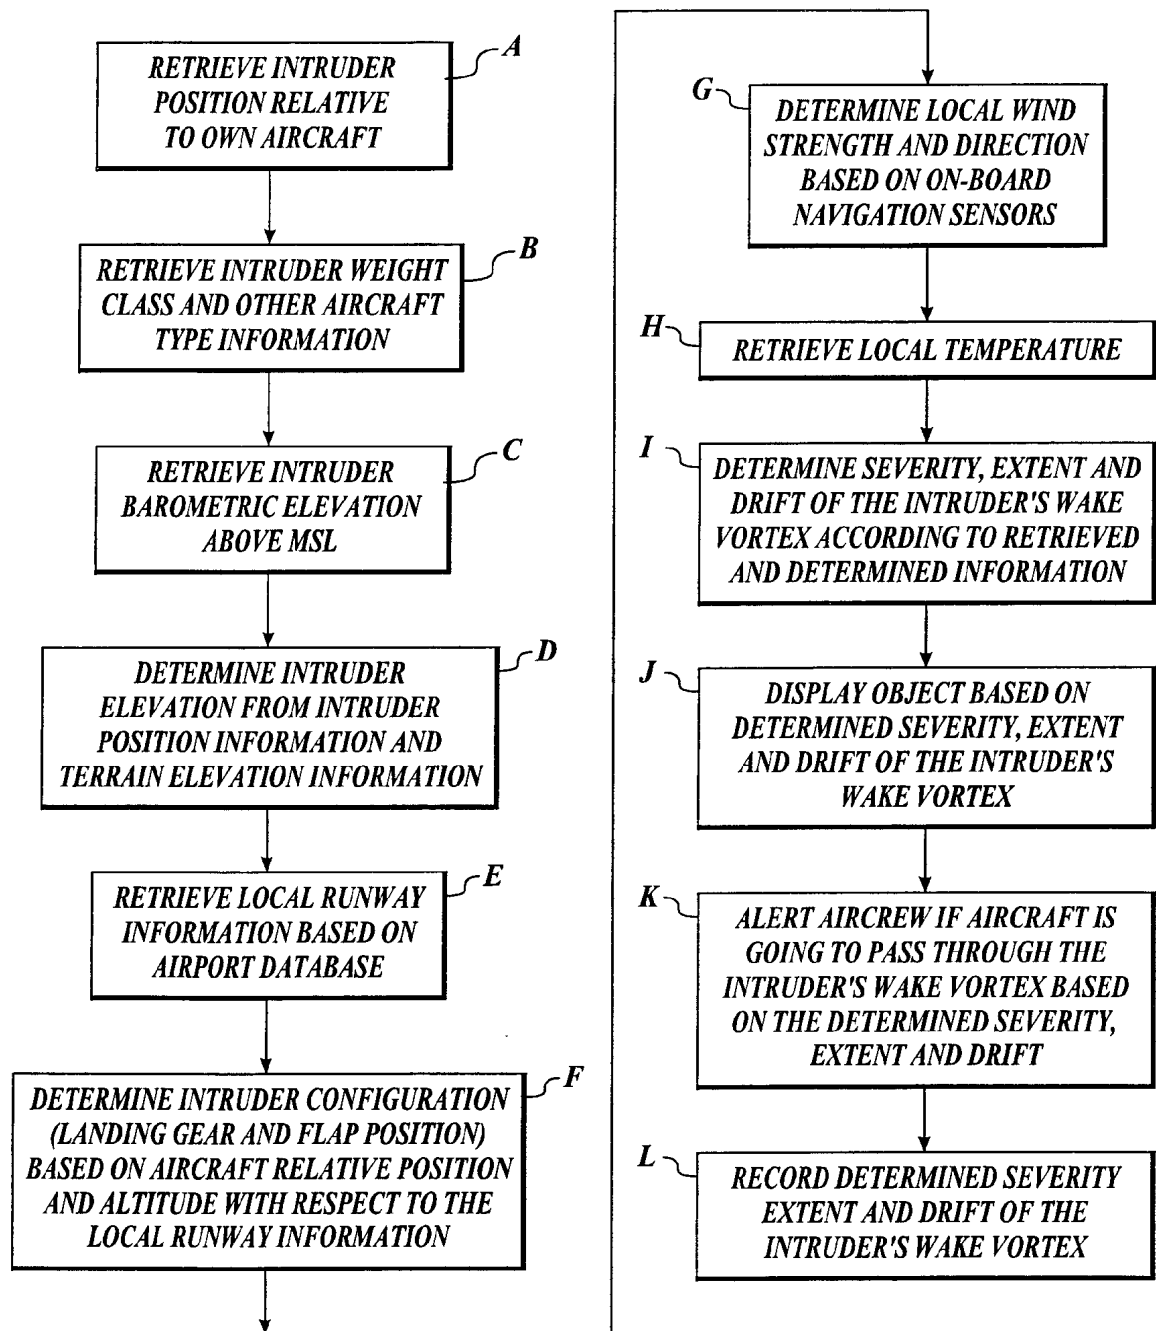 A
RETRIEVE INTRUDER
POSITION RELATIVE
TO OWN AIRCRAFT
B
RETRIEVE INTRUDER WEIGHT
CLASS AND OTHER AIRCRAFT
TYPE INFORMATION
C
RETRIEVE INTRUDER
BAROMETRIC ELEVATION
ABOVE MSL
D
DETERMINE INTRUDER
ELEVATION FROM INTRUDER
POSITION INFORMATION AND
TERRAIN ELEVATION INFORMATION
E
RETRIEVE LOCAL RUNWAY
INFORMATION BASED ON
AIRPORT DATABASE
F
DETERMINE INTRUDER CONFIGURATION
(LANDING GEAR AND FLAP POSITION)
BASED ON AIRCRAFT RELATIVE POSITION
AND ALTITUDE WITH RESPECT TO THE
LOCAL RUNWAY INFORMATION
G
DETERMINE LOCAL WIND
STRENGTH AND DIRECTION
BASED ON ON-BOARD
NAVIGATION SENSORS
H
RETRIEVE LOCAL TEMPERATURE
I
DETERMINE SEVERITY, EXTENT AND
DRIFT OF THE INTRUDER'S WAKE
VORTEX ACCORDING TO RETRIEVED
AND DETERMINED INFORMATION
J
DISPLAY OBJECT BASED ON
DETERMINED SEVERITY, EXTENT
AND DRIFT OF THE INTRUDER'S
WAKE VORTEX
K
ALERT AIRCREW IF AIRCRAFT IS
GOING TO PASS THROUGH THE
INTRUDER'S WAKE VORTEX BASED
ON THE DETERMINED SEVERITY,
EXTENT AND DRIFT
L
RECORD DETERMINED SEVERITY
EXTENT AND DRIFT OF THE
INTRUDER'S WAKE VORTEX